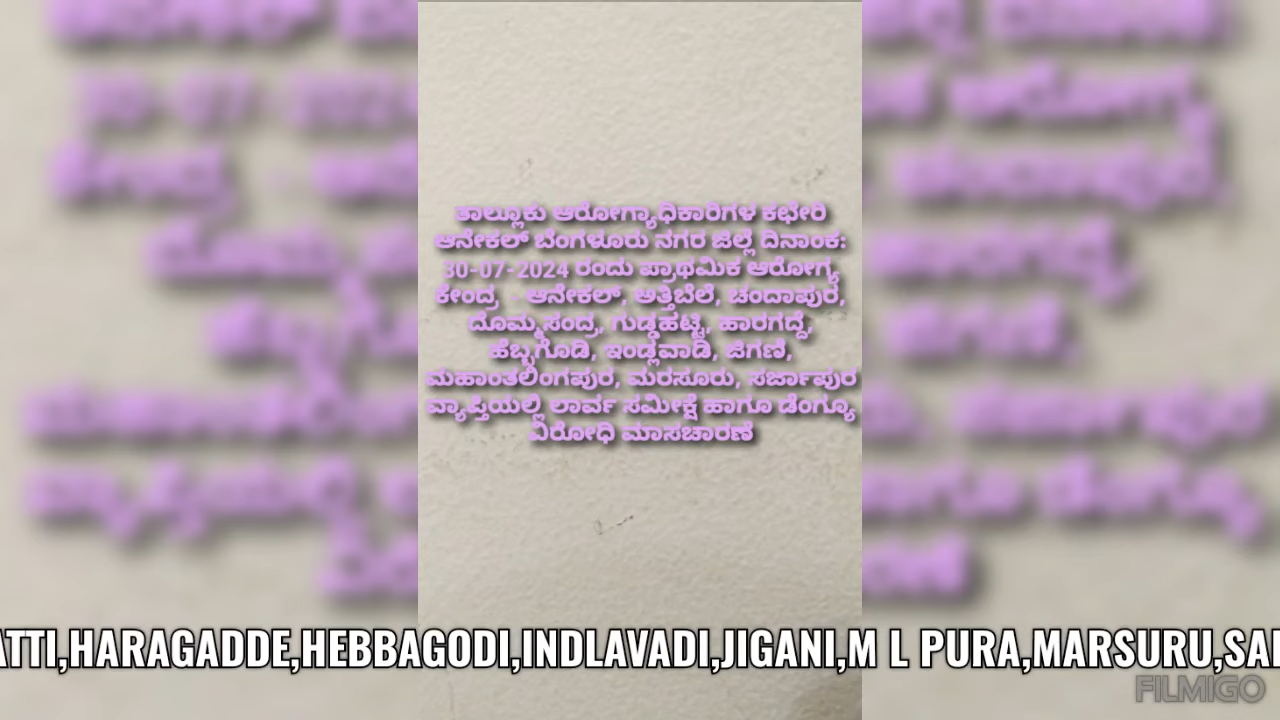 ತಾಲ್ಲೂಕು ಆರೋಗ್ಯಾಧಿಕಾರಿಗಳ ಕಛೇರಿ
ಆನೇಕಲ್ ಬೆಂಗಳೂರು ನಗರ ಜಿಲ್ಲೆ ದಿನಾಂಕ:
30-07-2024 ರಂದು ಪ್ರಾಥಮಿಕ ಆರೋಗ್ಯ
ಕೇಂದ್ರ - ಆನೇಕಲ್, ಅತ್ತಿಬೆಲೆ, ಚಂದಾಪುರ,
ದೊಮ್ಮಸಂದ್ರ, ಗುಡ್ಡಹಟ್ಟಿ, ಹಾರಗದ್ದೆ,
ಹೆಬ್ಬಗೊಡಿ, ಇಂಡ್ಲವಾಡಿ, ಜಿಗಣಿ,
ಮಹಾಂತಲಿಂಗಪುರ, ಮರಸೂರು, ಸರ್ಜಾಪುರ
ವ್ಯಾಪ್ತಿಯಲ್ಲಿ ಲಾರ್ವ ಸಮೀಕ್ಷೆ ಹಾಗೂ ಡೆಂಗ್ಯೂ
ವಿರೋಧಿ ಮಾಸಚಾರಣೆ
ATTI,HARAGADDE,HEBBAGODI,INDLAVADI,JIGANI,M L PURA,MARSURU,SA
FILMIGO